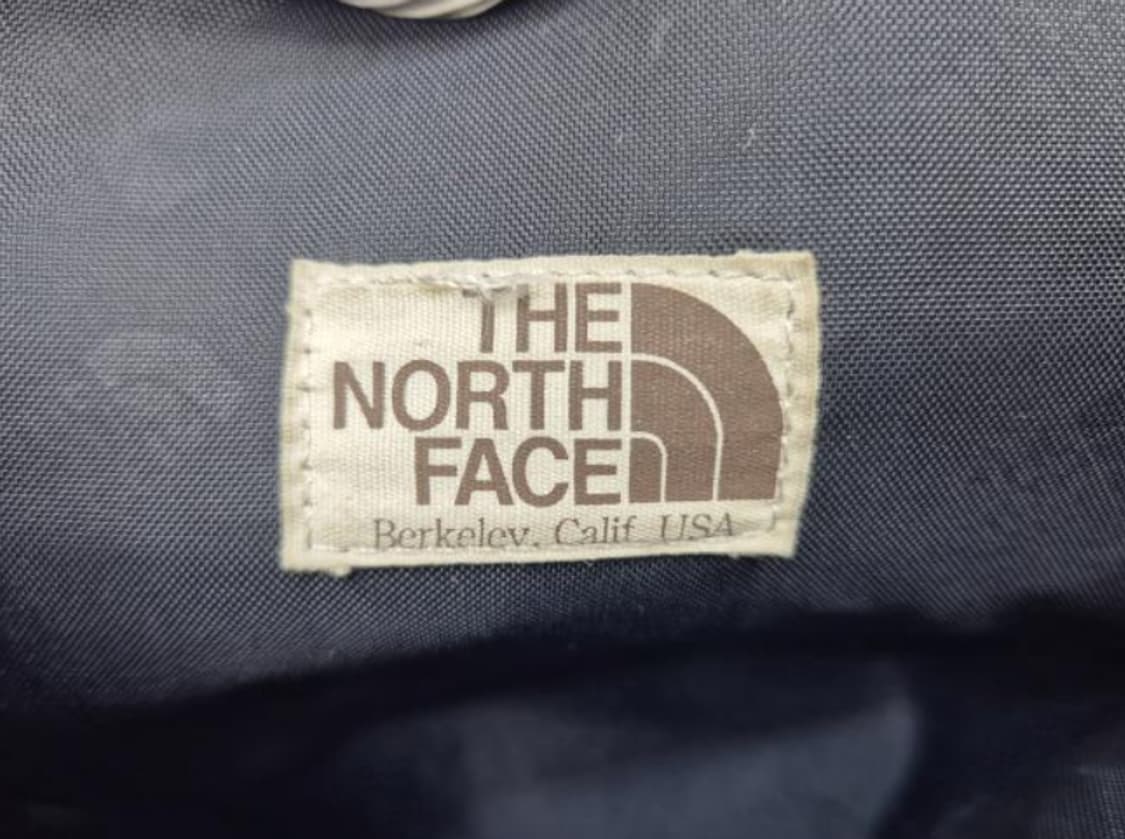 THE
NORTH
FACE
Berkeley, Calif USA